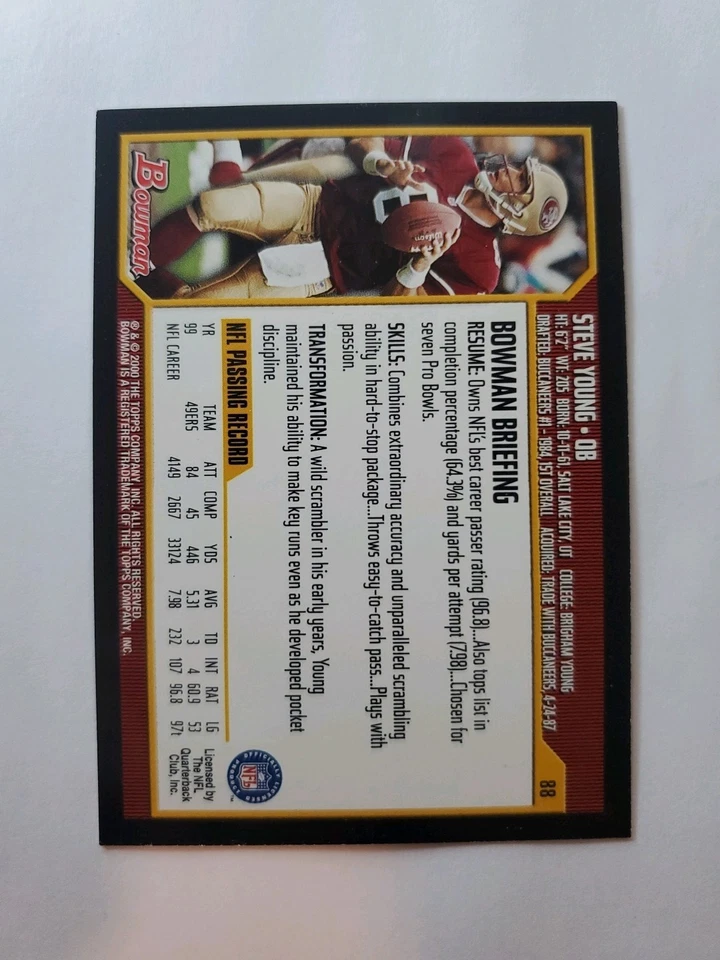 STEVE YOUNG • QB
HT: 6'2" WT: 215 BORN: 10-11-61, SALT LAKE CITY, UT COLLEGE: BRIGHAM YOUNG
DRAFTED: BUCCANEERS #1 - 1984, 1ST OVERALL ACQUIRED: TRADE WITH BUCCANEERS, 4-24-87
88
BOWMAN BRIEFING
RESUME: Owns NFL's best career passer rating (96.8)...Also tops list in
completion percentage (64.3%) and yards per attempt (7.98)...Chosen for
seven Pro Bowls.
SKILLS: Combines extraordinary accuracy and unparalleled scrambling
ability in hard-to-stop package...Throws easy-to-catch pass...Plays with
passion.
TRANSFORMATION: A wild scrambler in his early years, Young
maintained his ability to make key runs even as he developed pocket
discipline.
NFL PASSING RECORD
YR TEAM ATT COMP YDS AVG TD INT RAT LG
99 49ERS 84 45 446 5.31 3 4 60.9 53
NFL CAREER 4149 2667 33124 7.98 232 107 96.8 97t
® & © 2000 THE TOPPS COMPANY, INC. ALL RIGHTS RESERVED.
BOWMAN IS A REGISTERED TRADEMARK OF THE TOPPS COMPANY, INC.
Bowman
8
Wilson
OFFICIALLY LICENSED
NFL
PRODUCT
TM
Licensed by
The NFL
Quarterback
Club, Inc.